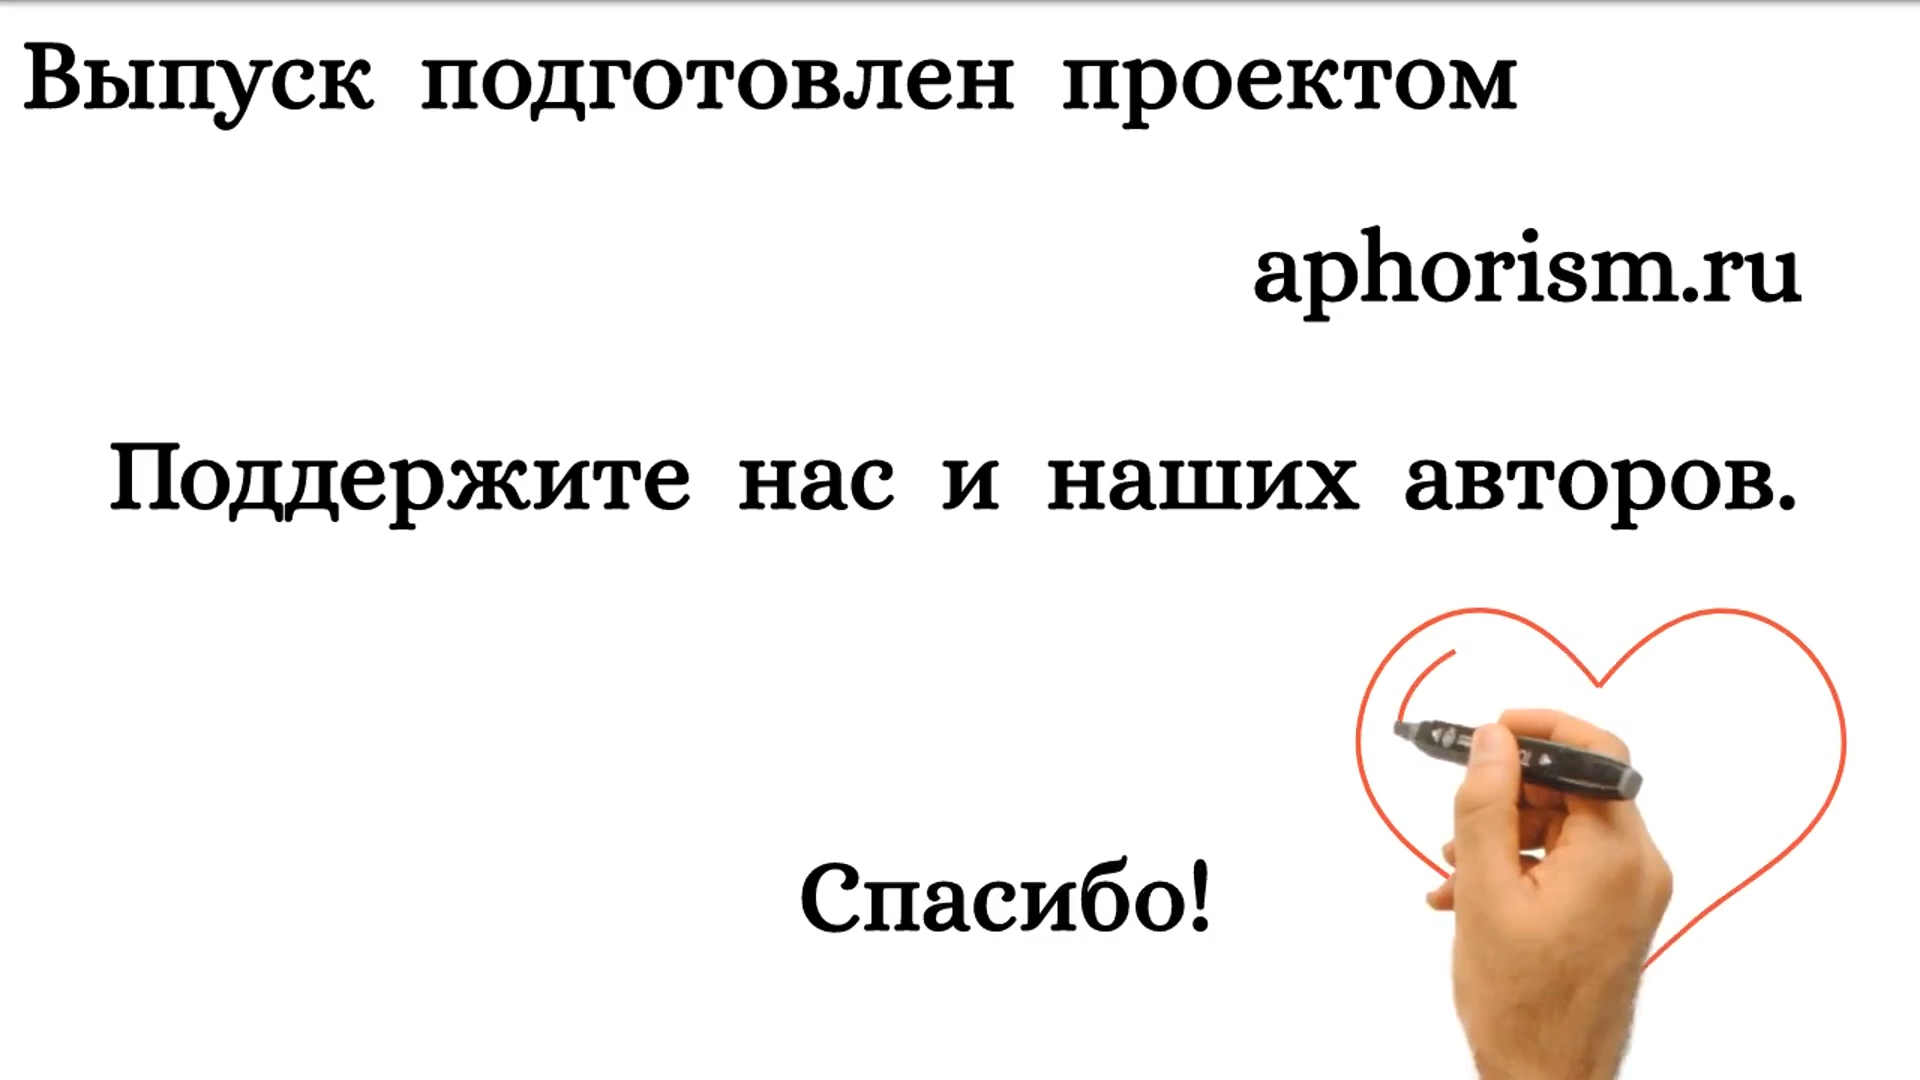 Выпуск подготовлен проектом
aphorism.ru
Поддержите нас и наших авторов.
Спасибо!